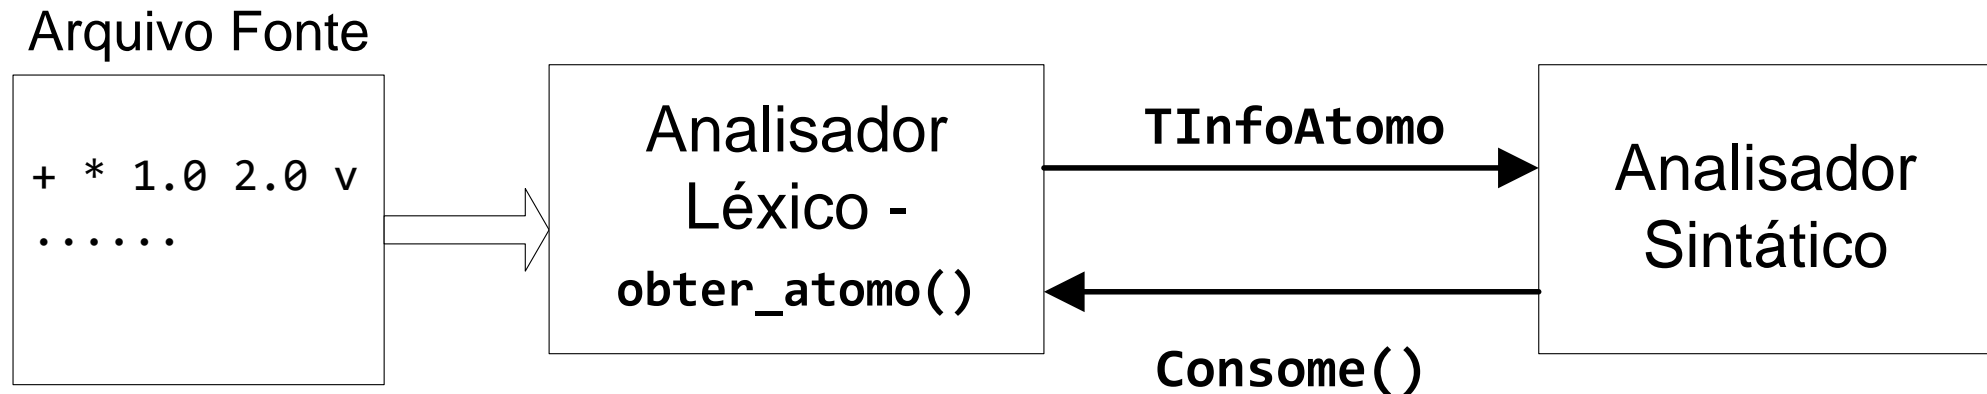 Arquivo Fonte
+ * 1.0 2.0 v
......
Analisador
Léxico -
obter_atomo()
TInfoAtomo
Consome()
Analisador
Sintático